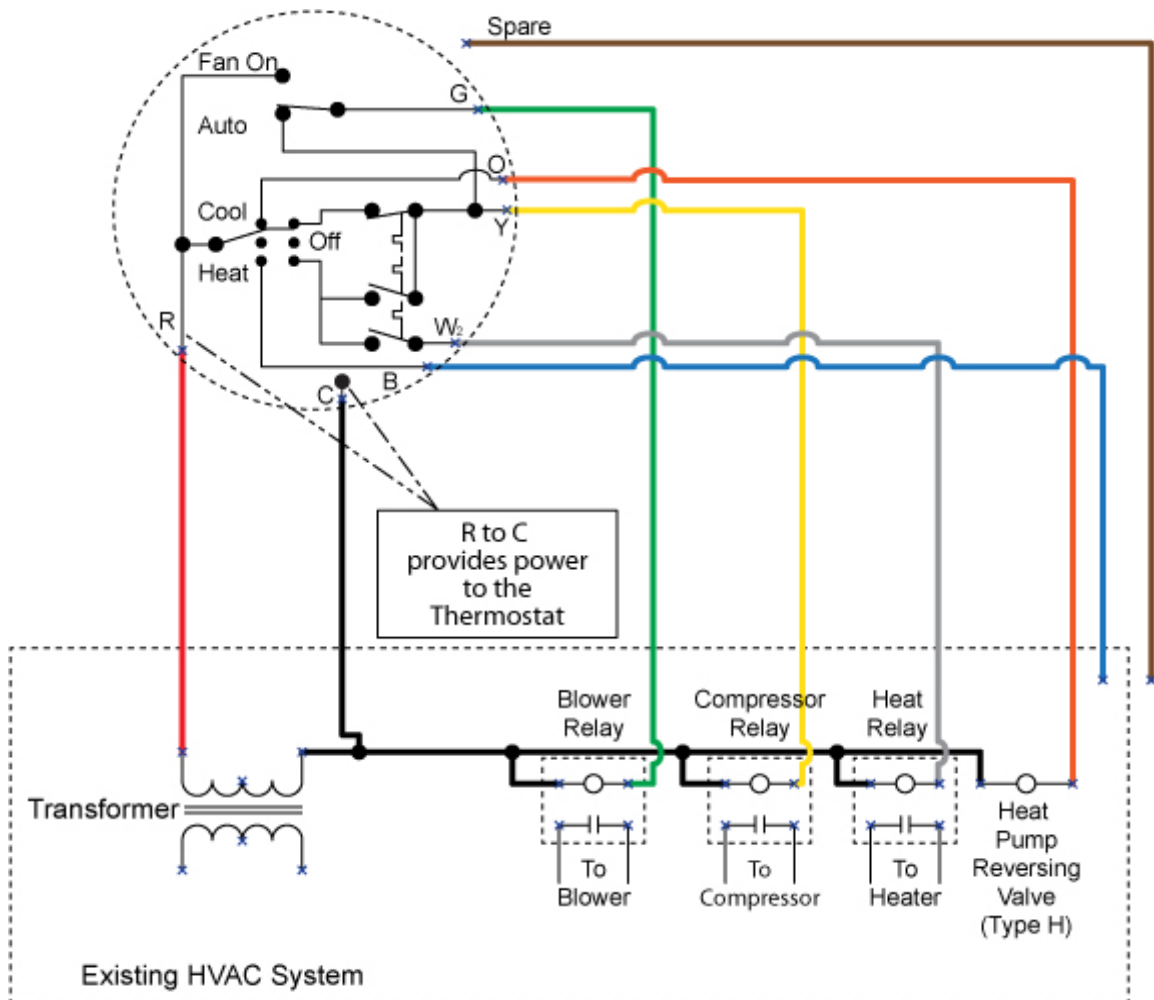 Spare
Fan On
G
Auto
O
Cool
Y
Off
Heat
R
W2
B
C
R to C
provides power
to the
Thermostat
Blower
Relay
Compressor
Relay
Heat
Relay
Transformer
To
Blower
To
Compressor
To
Heater
Heat
Pump
Reversing
Valve
(Type H)
Existing HVAC System